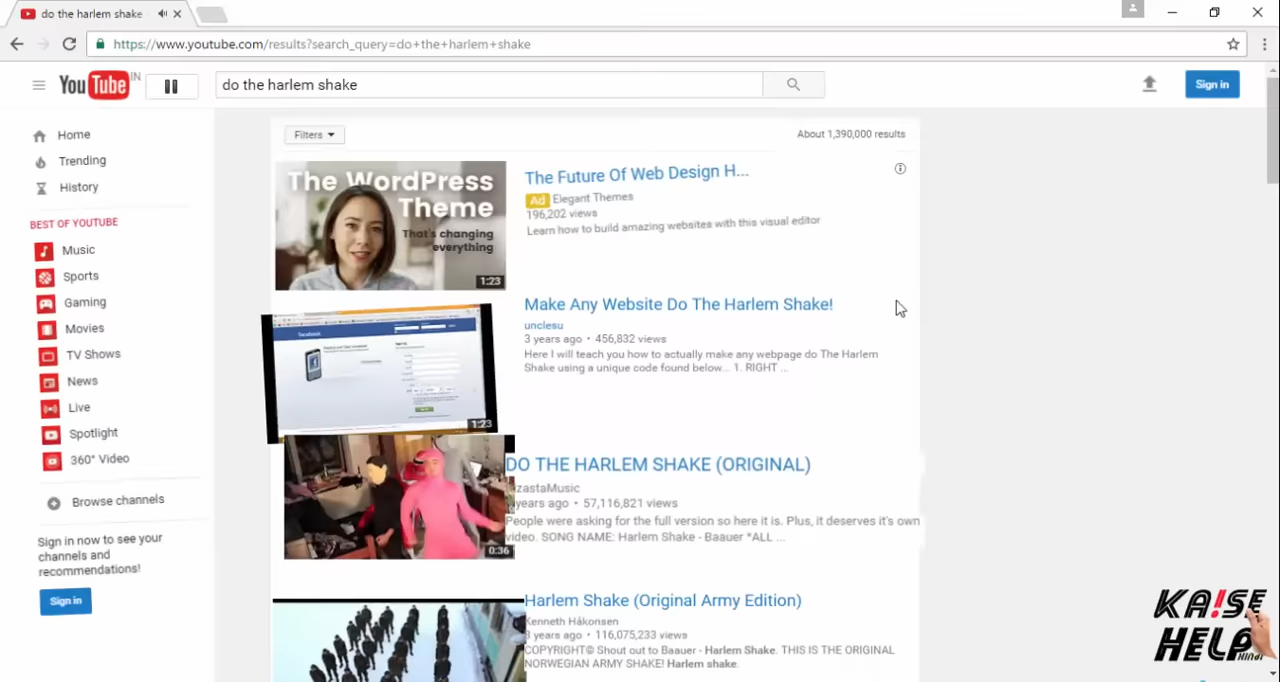 do the harlem shake
https://www.youtube.com/results?search_query=do+the+harlem+shake
YouTube IN
do the harlem shake
Sign in
Home
Trending
History
BEST OF YOUTUBE
Music
Sports
Gaming
Movies
TV Shows
News
Live
Spotlight
360° Video
Browse channels
Sign in now to see your
channels and
recommendations!
Sign in
Filters
About 1,390,000 results
The WordPress
Theme
That's changing
everything
1:23
The Future Of Web Design H...
Ad Elegant Themes
196,202 views
Learn how to build amazing websites with this visual editor
facebook
1:23
Make Any Website Do The Harlem Shake!
unclesu
3 years ago • 456,832 views
Here I will teach you how to actually make any webpage do The Harlem
Shake using a unique code found below... 1. RIGHT ...
0:36
DO THE HARLEM SHAKE (ORIGINAL)
zastaMusic
years ago • 57,116,821 views
People were asking for the full version so here it is. Plus, it deserves it's own
video. SONG NAME: Harlem Shake - Baauer *ALL ...
Harlem Shake (Original Army Edition)
Kenneth Håkonsen
3 years ago • 116,075,233 views
COPYRIGHT© Shout out to Baauer - Harlem Shake. THIS IS THE ORIGINAL
NORWEGIAN ARMY SHAKE! Harlem shake.
KA!SE
HELP
Hindi